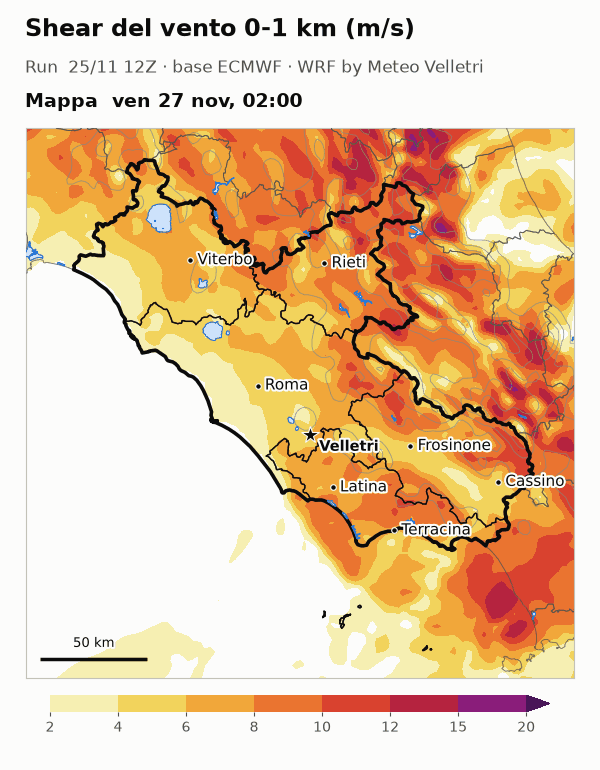 Shear del vento 0-1 km (m/s)
Run  25/11 12Z · base ECMWF · WRF by Meteo Velletri
Mappa  ven 27 nov, 02:00
Viterbo
Rieti
Roma
Velletri
Frosinone
Cassino
Latina
Terracina
50 km
2 4 6 8 10 12 15 20